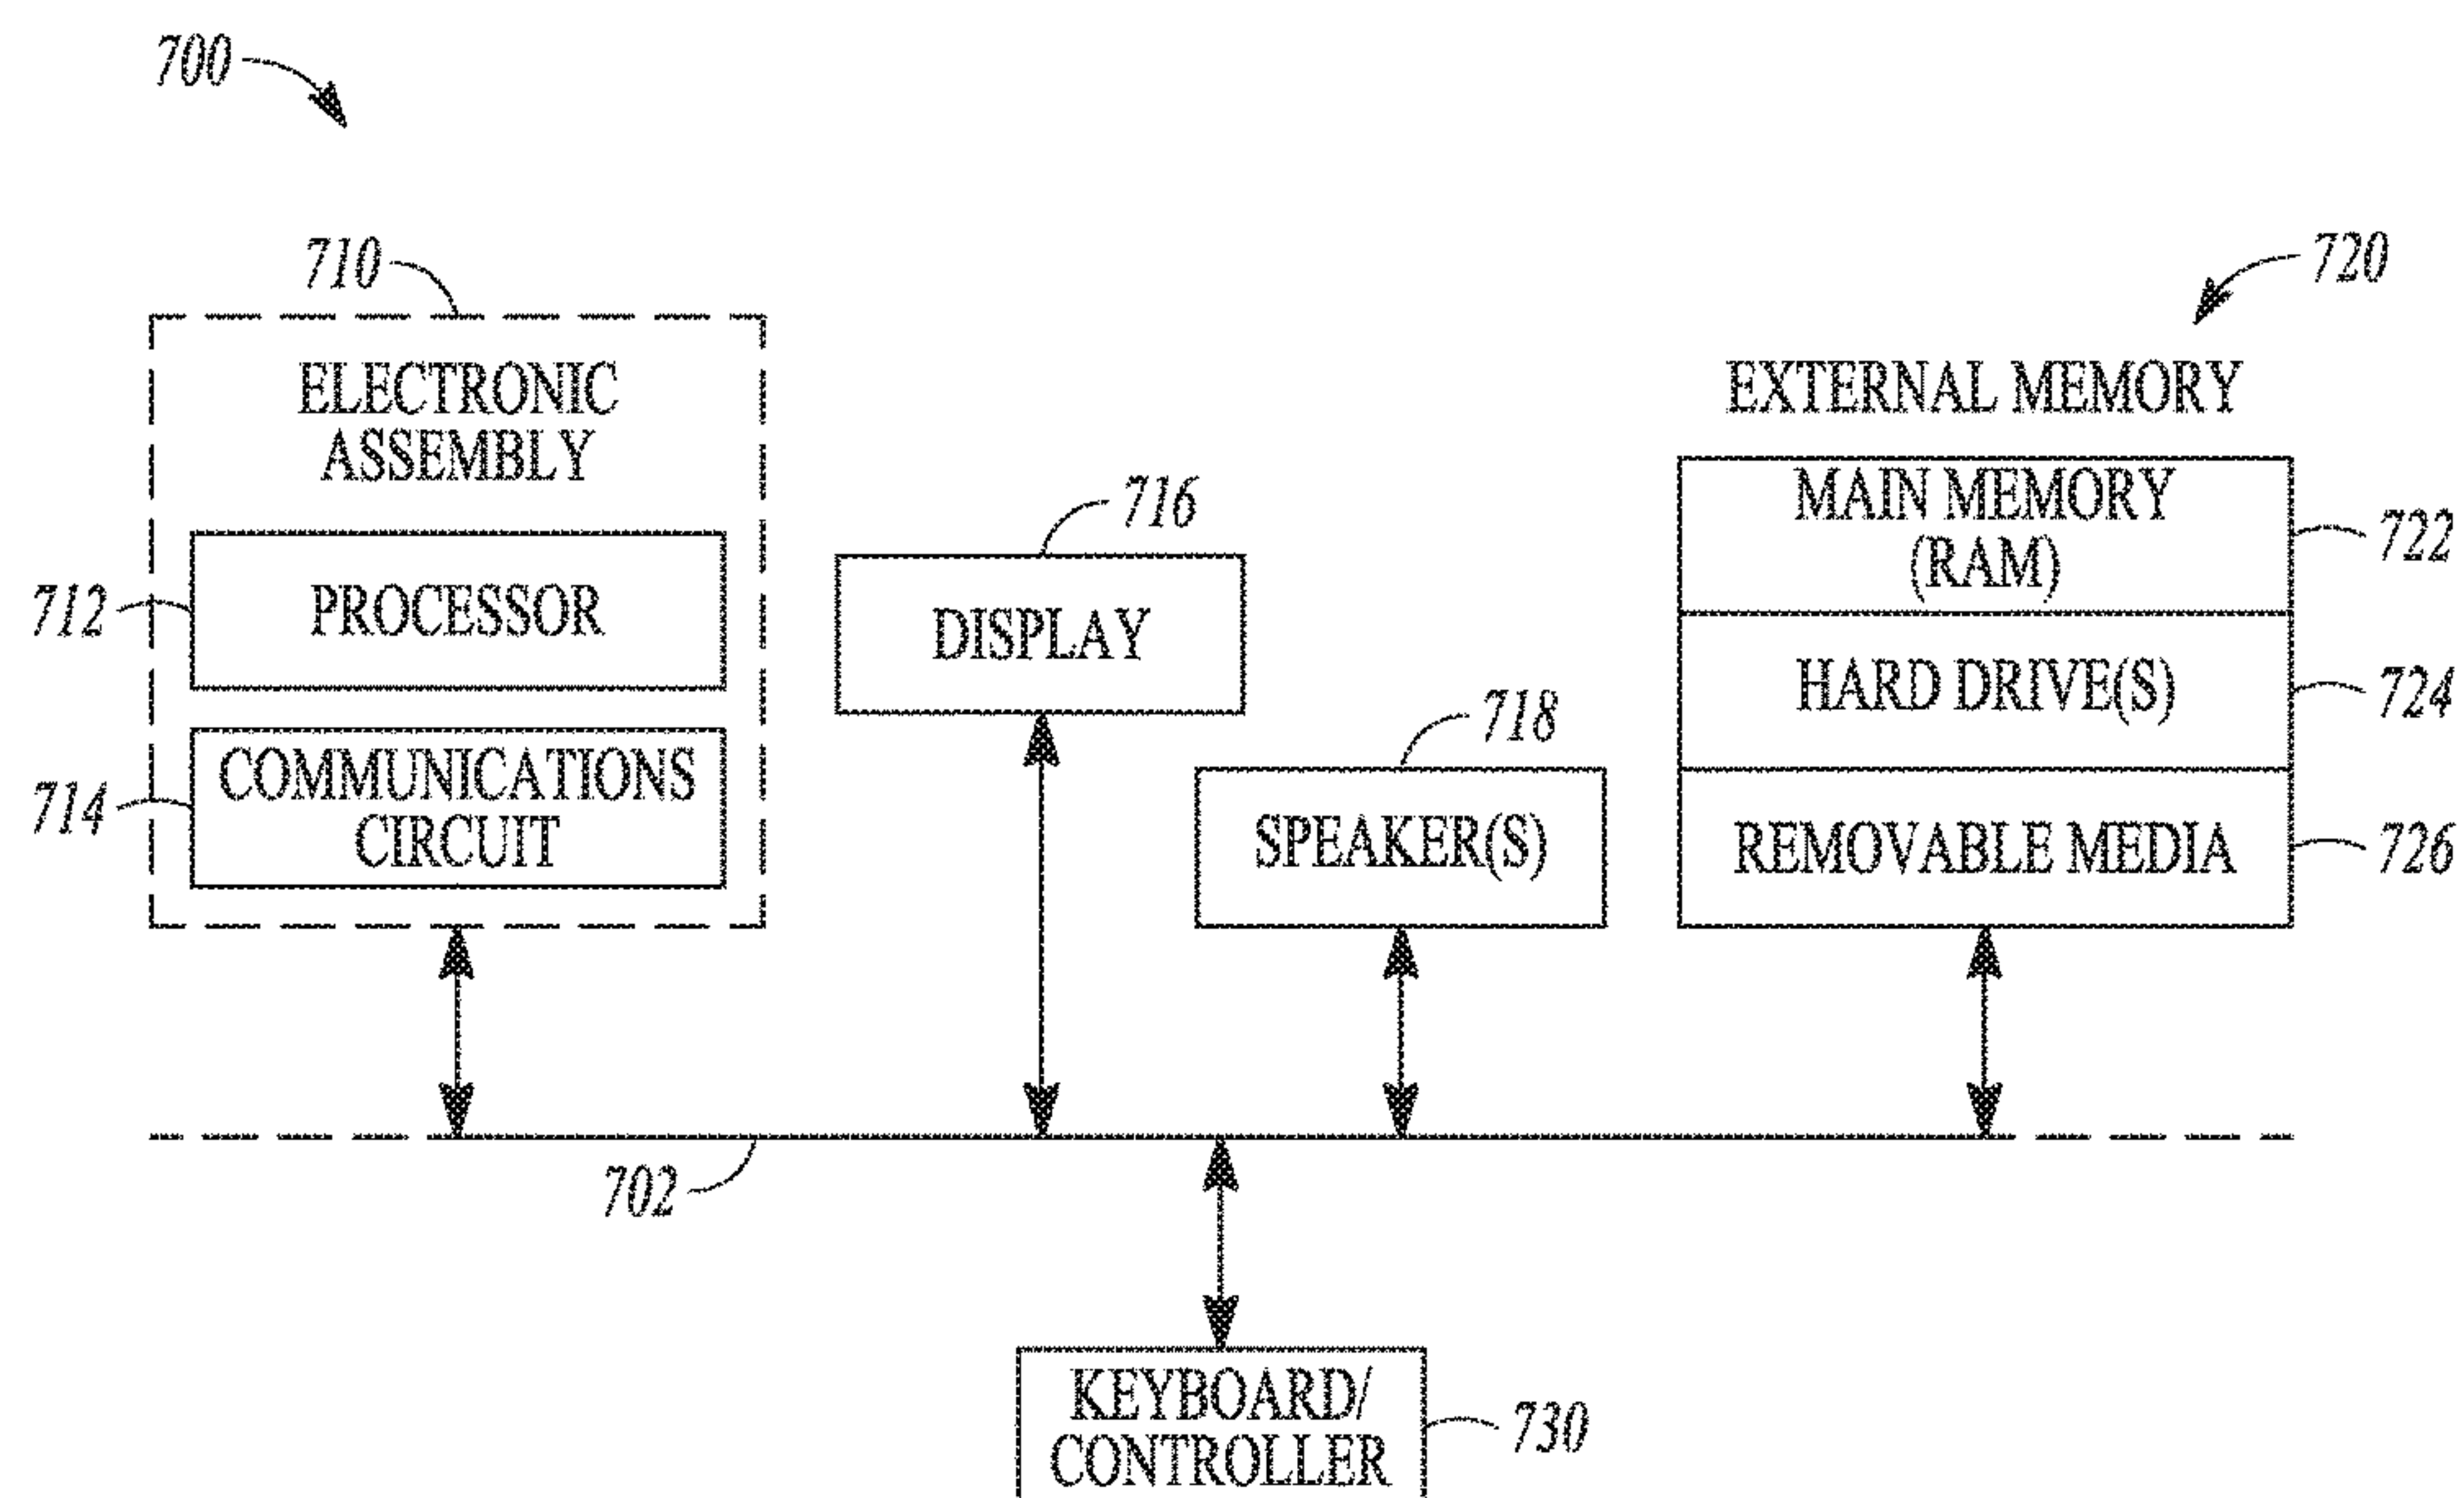 700
710
720
ELECTRONIC
ASSEMBLY
EXTERNAL MEMORY
716
MAIN MEMORY
(RAM)
722
712
PROCESSOR
DISPLAY
HARD DRIVE(S)
724
718
714
COMMUNICATIONS
CIRCUIT
SPEAKER(S)
REMOVABLE MEDIA
726
702
KEYBOARD/
CONTROLLER
730